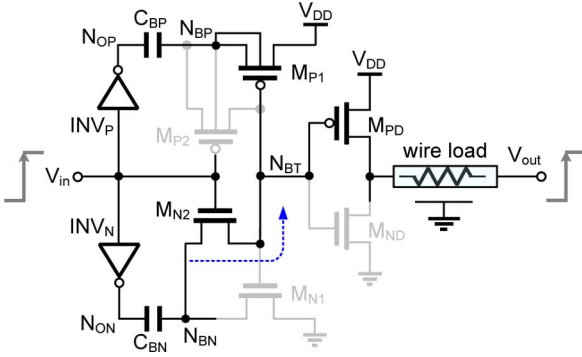 C_BP
N_OP
N_BP
V_DD
M_P1
V_DD
INV_P
M_P2
M_PD
wire load
V_out
N_BT
V_in
M_N2
INV_N
M_ND
M_N1
N_ON
C_BN
N_BN